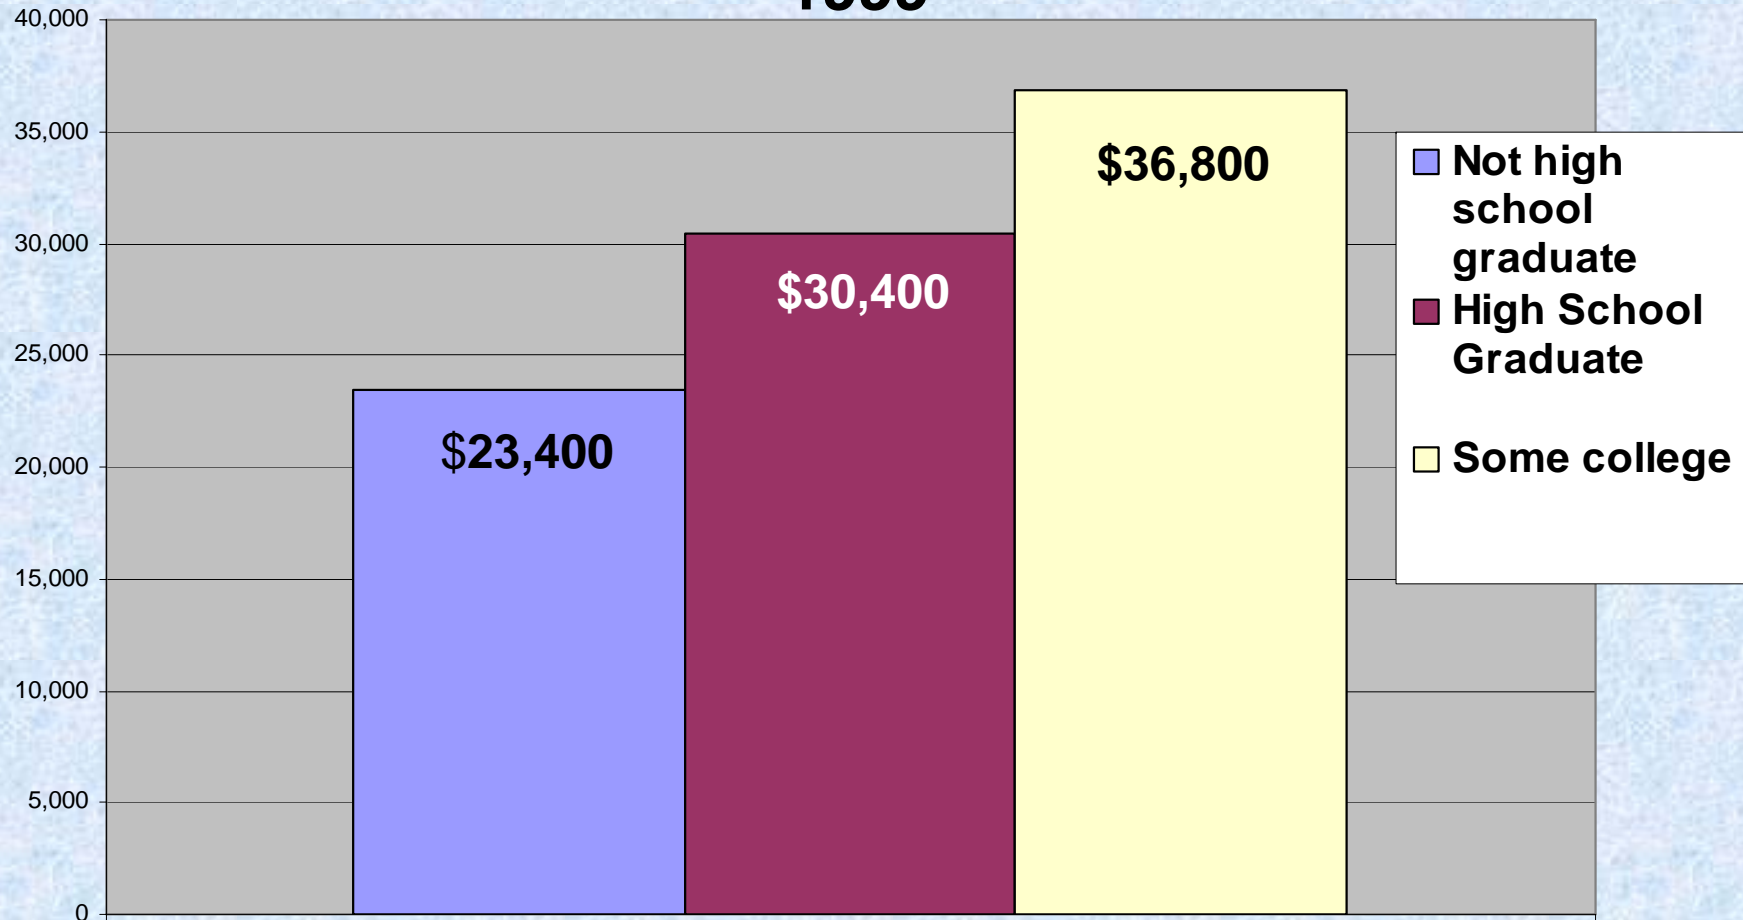 40,000
35,000
30,000
25,000
20,000
15,000
10,000
5,000
0
$23,400
$30,400
$36,800
Not high
school
graduate
High School
Graduate
Some college